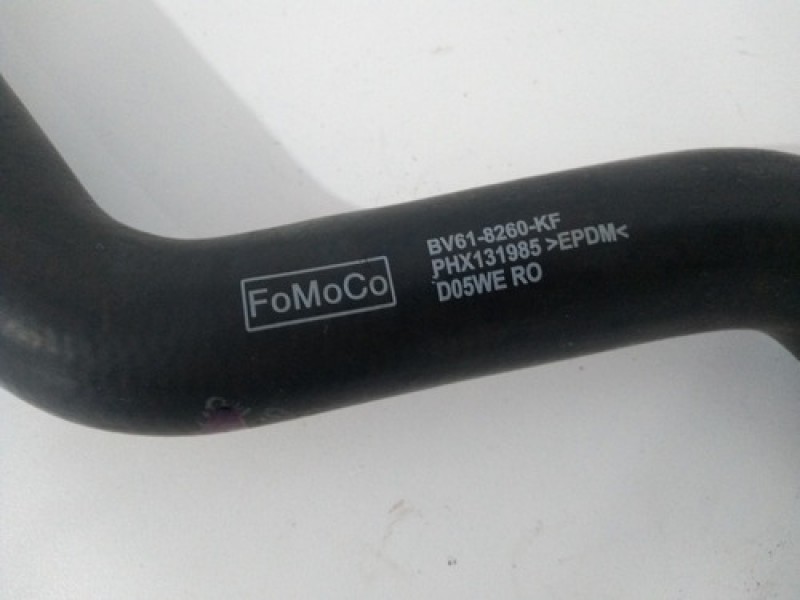 FoMoCo
BV61-8260-KF
PHX131985 >EPDM<
D05WE RO